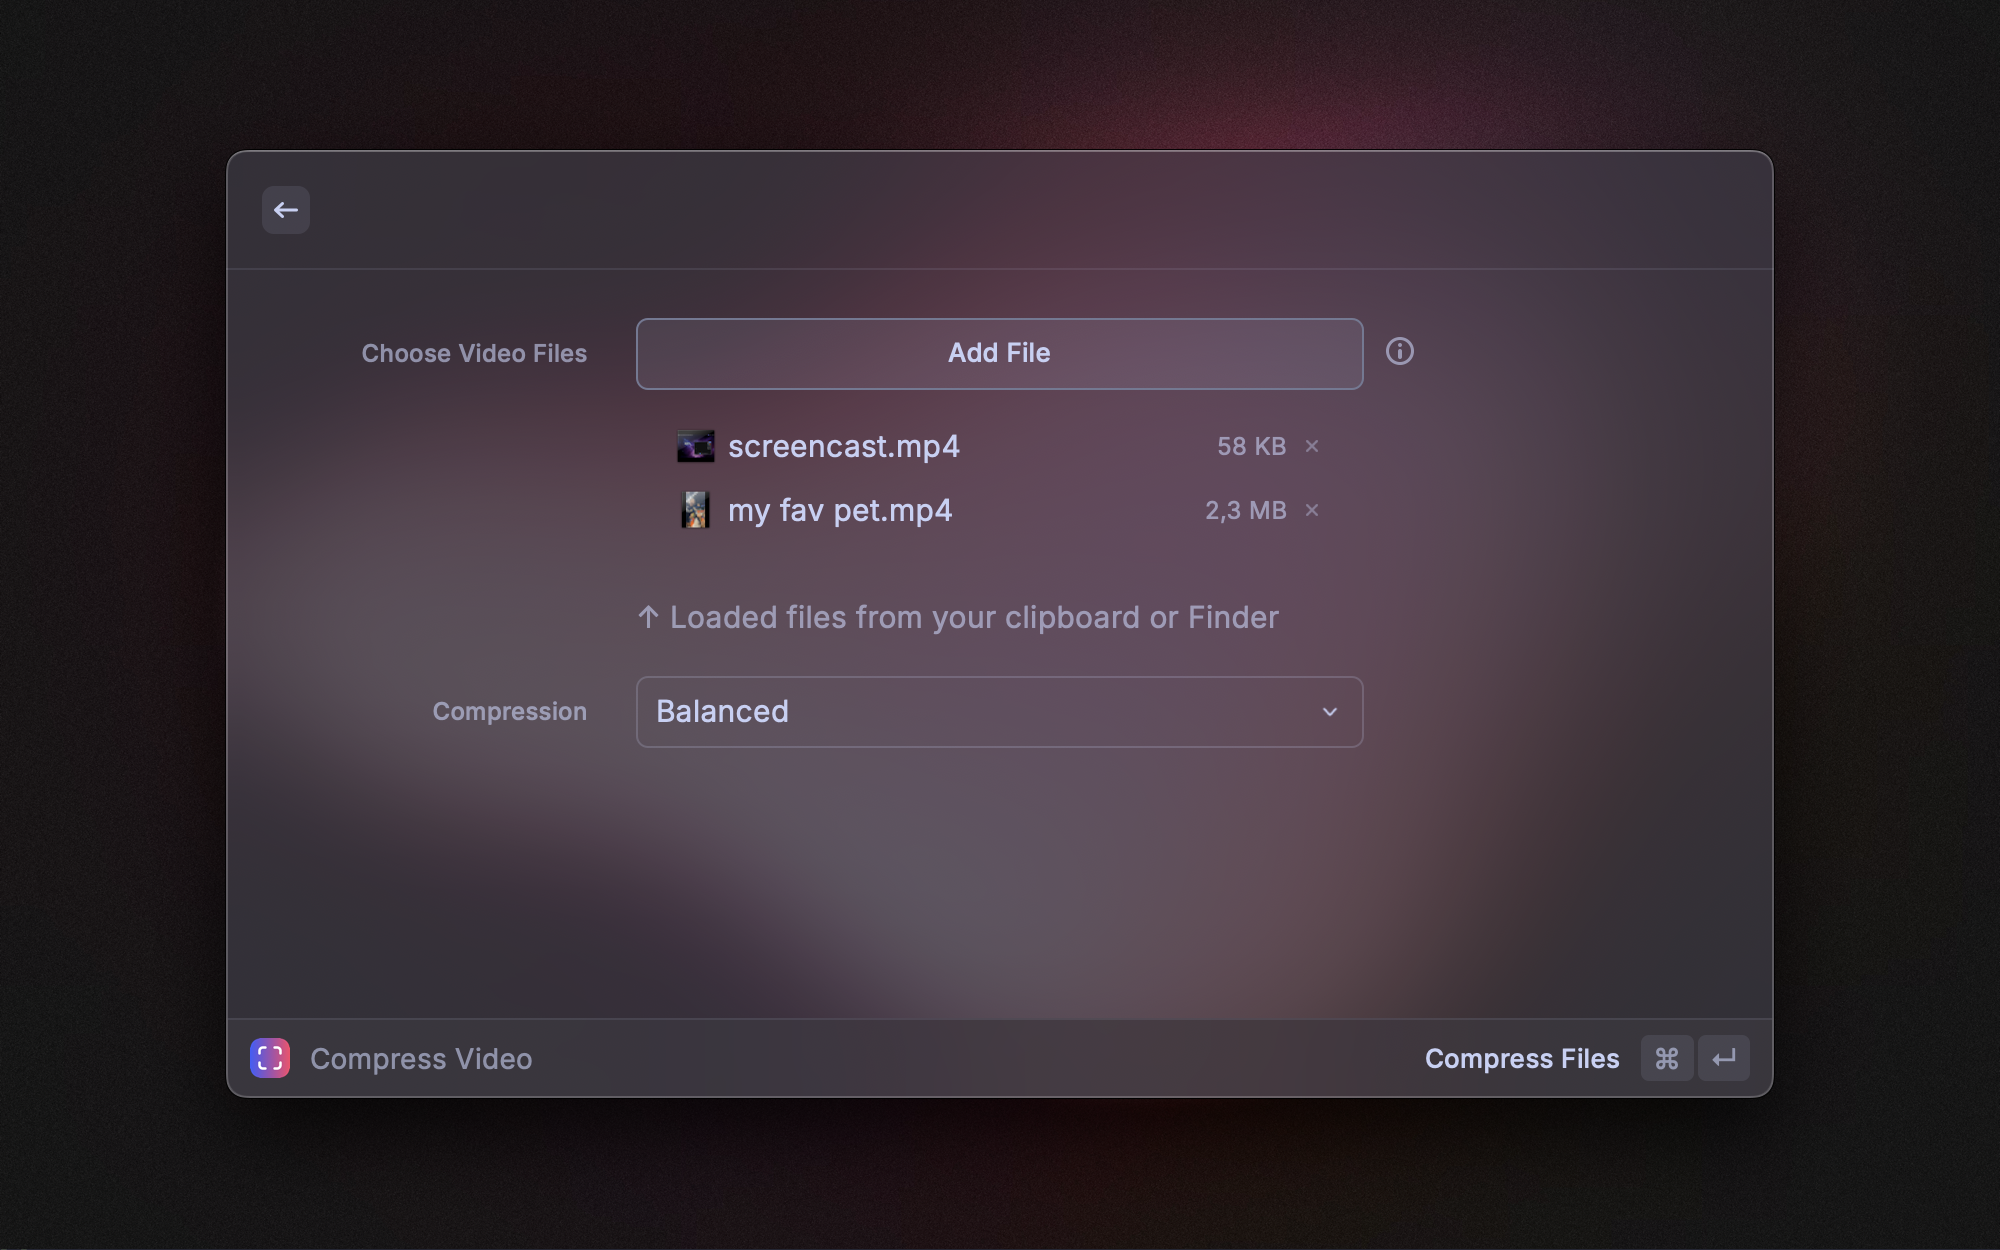 Choose Video Files
Add File
screencast.mp4 58 KB ×
my fav pet.mp4 2,3 MB ×
↑ Loaded files from your clipboard or Finder
Compression
Balanced
Compress Video
Compress Files ⌘ ↵